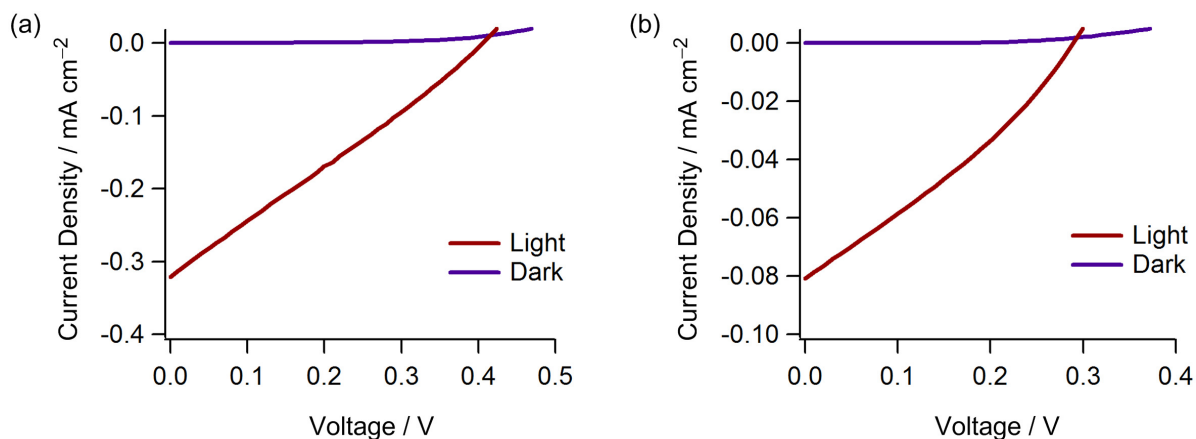 (a)
Current Density / mA cm⁻²
0.0
-0.1
-0.2
-0.3
-0.4
0.0 0.1 0.2 0.3 0.4 0.5
Voltage / V
Light
Dark
(b)
Current Density / mA cm⁻²
0.00
-0.02
-0.04
-0.06
-0.08
-0.10
0.0 0.1 0.2 0.3 0.4
Voltage / V
Light
Dark